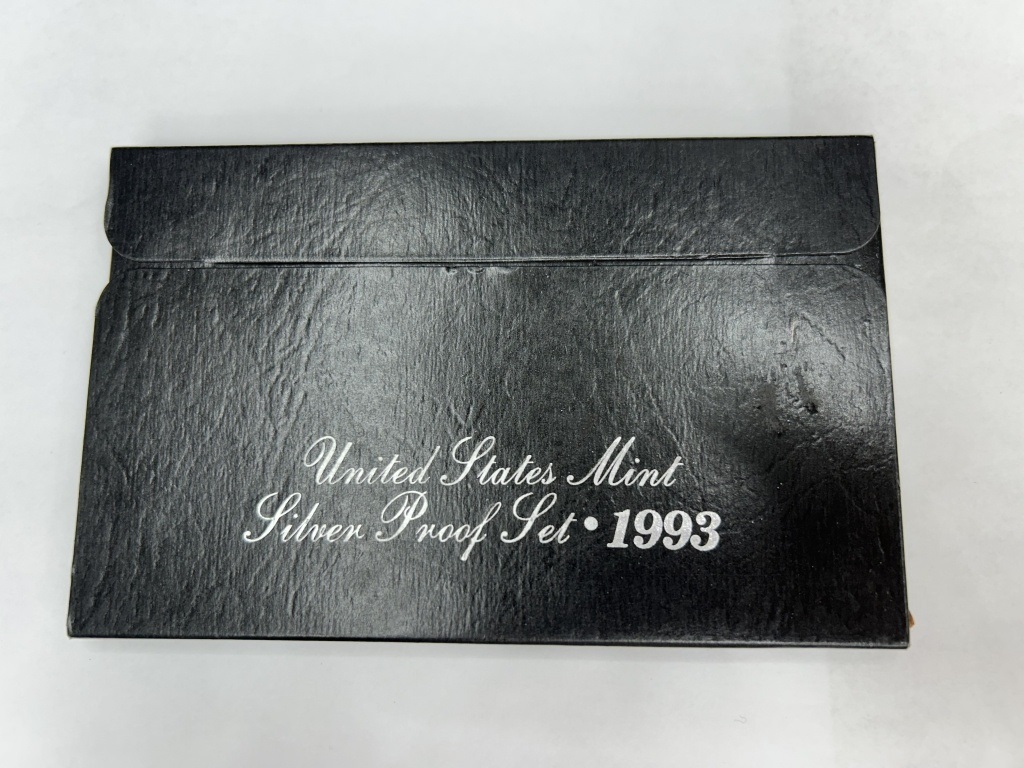 United States Mint
Silver Proof Set • 1993